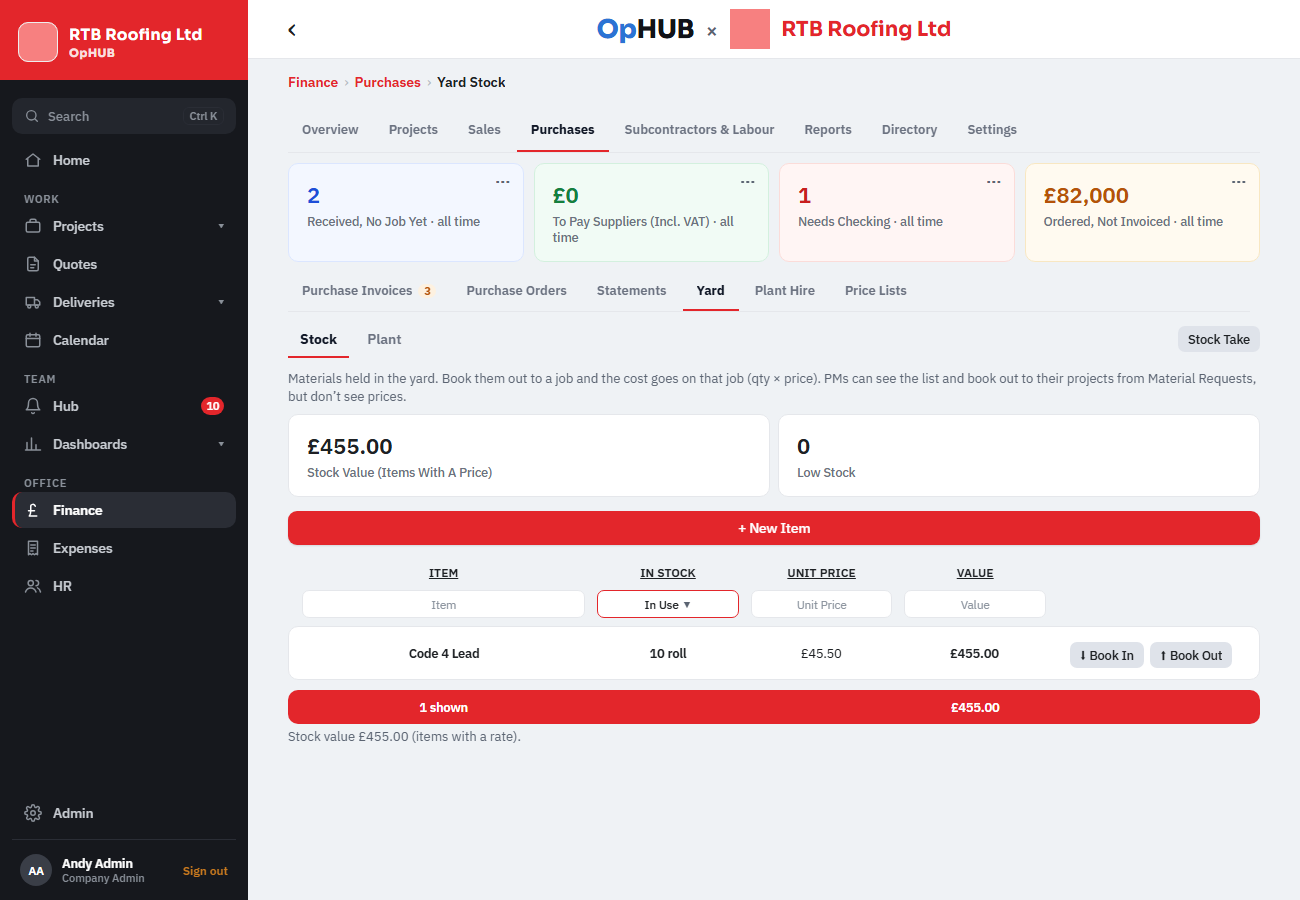 RTB Roofing Ltd
OpHUB
Search Ctrl K
Home
WORK
Projects
Quotes
Deliveries
Calendar
TEAM
Hub 10
Dashboards
OFFICE
Finance
Expenses
HR
Admin
AA Andy Admin
Company Admin
Sign out
OpHUB × RTB Roofing Ltd
Finance › Purchases › Yard Stock
Overview Projects Sales Purchases Subcontractors & Labour Reports Directory Settings
2
Received, No Job Yet · all time
£0
To Pay Suppliers (Incl. VAT) · all
time
1
Needs Checking · all time
£82,000
Ordered, Not Invoiced · all time
Purchase Invoices 3 Purchase Orders Statements Yard Plant Hire Price Lists
Stock Plant Stock Take
Materials held in the yard. Book them out to a job and the cost goes on that job (qty × price). PMs can see the list and book out to their projects from Material Requests,
but don’t see prices.
£455.00
Stock Value (Items With A Price)
0
Low Stock
+ New Item
ITEM IN STOCK UNIT PRICE VALUE
Item In Use ▼ Unit Price Value
Code 4 Lead 10 roll £45.50 £455.00 ⬇ Book In ⬆ Book Out
1 shown £455.00
Stock value £455.00 (items with a rate).